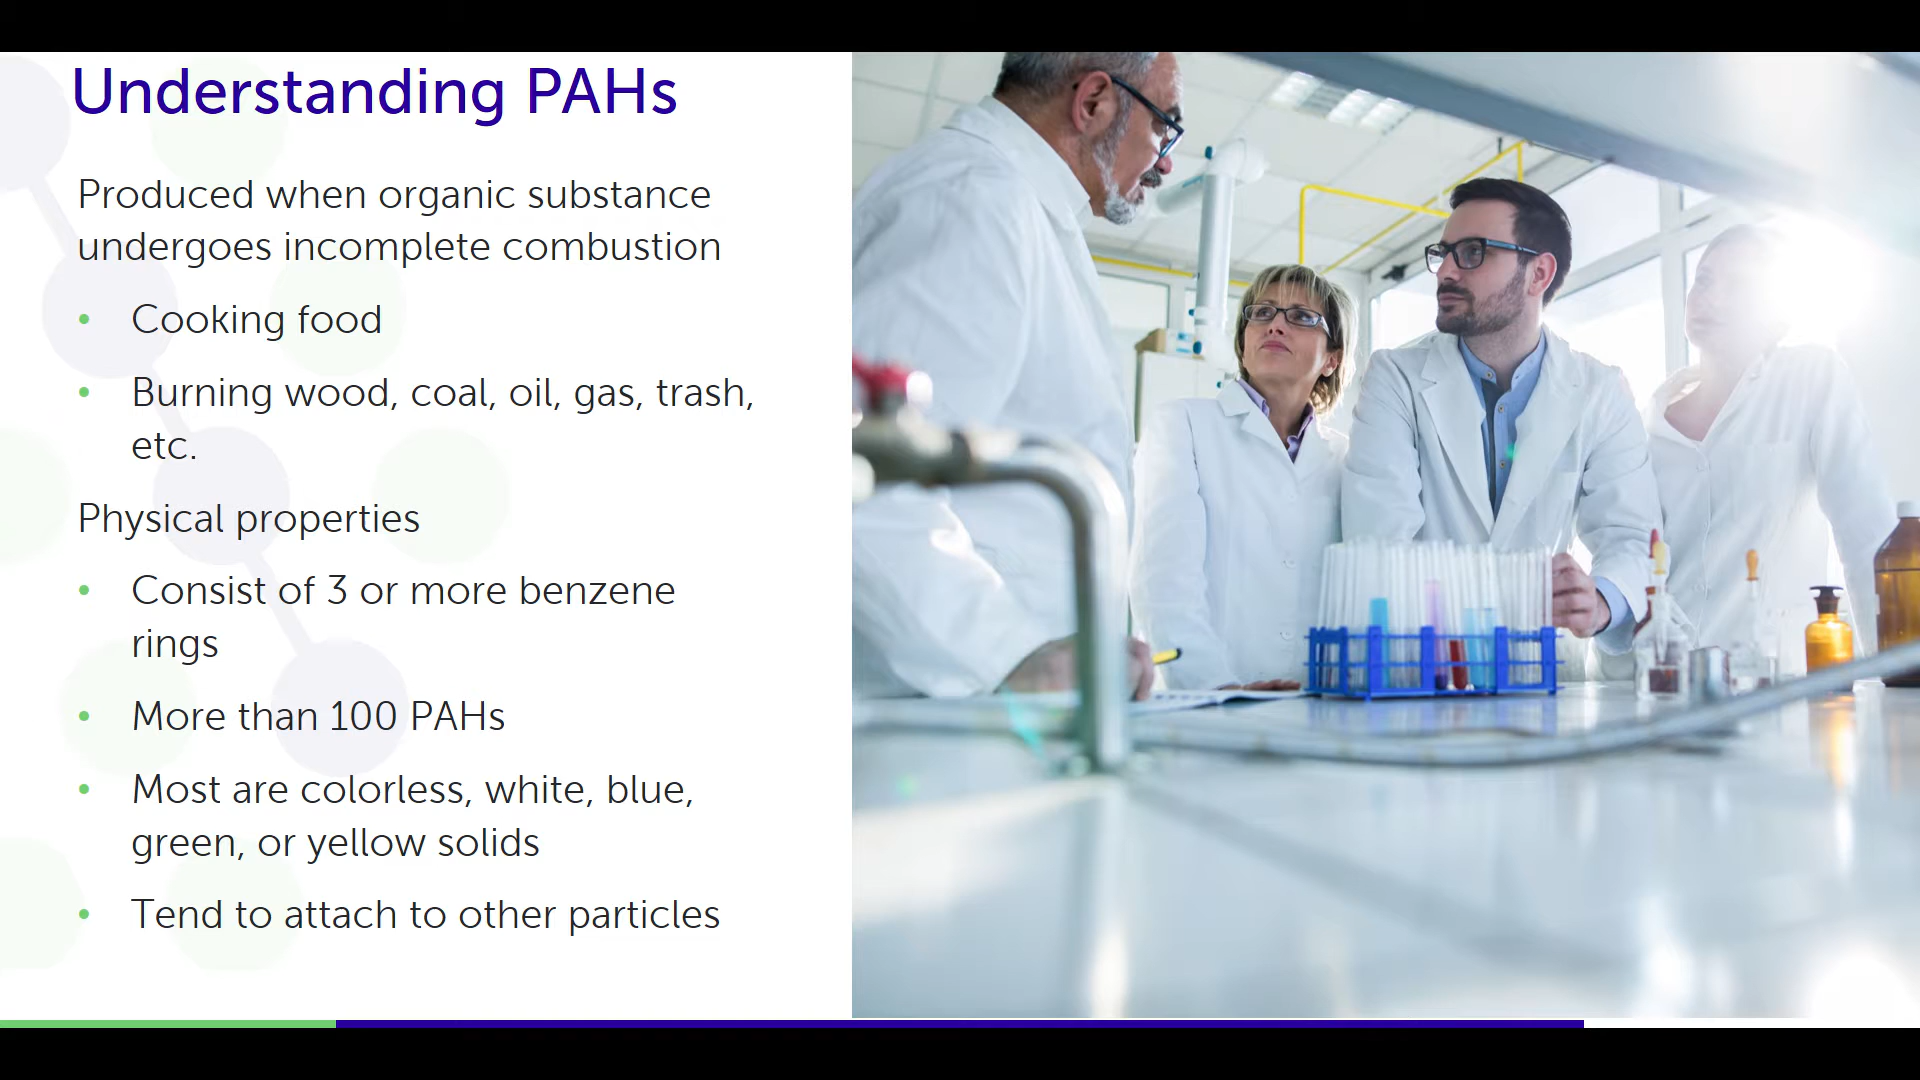 Understanding PAHs
Produced when organic substance
undergoes incomplete combustion
• Cooking food
• Burning wood, coal, oil, gas, trash,
etc.
Physical properties
• Consist of 3 or more benzene
rings
• More than 100 PAHs
• Most are colorless, white, blue,
green, or yellow solids
• Tend to attach to other particles